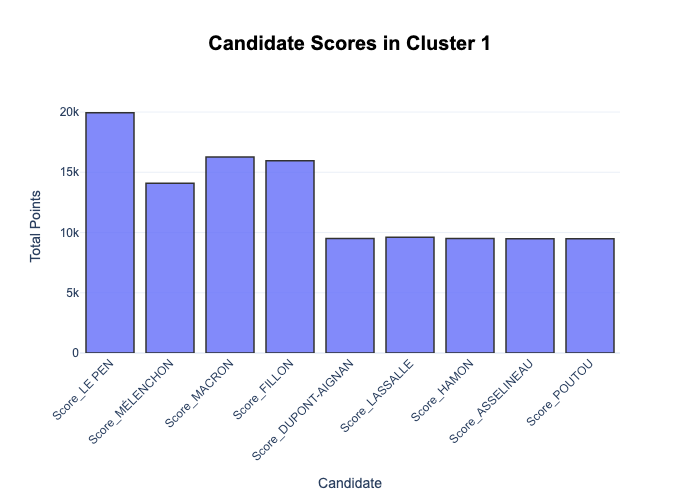 Candidate Scores in Cluster 1
Total Points
20k
15k
10k
5k
0
Score_LE PEN
Score_MÉLENCHON
Score_MACRON
Score_FILLON
Score_DUPONT-AIGNAN
Score_LASSALLE
Score_HAMON
Score_ASSELINEAU
Score_POUTOU
Candidate